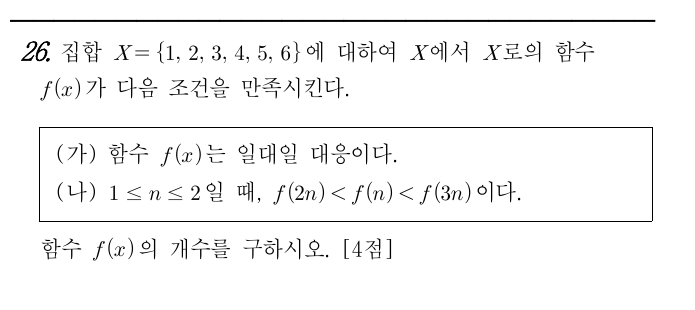 26. 집합 X={1, 2, 3, 4, 5, 6}에 대하여 X에서 X로의 함수
f(x)가 다음 조건을 만족시킨다.
(가) 함수 f(x)는 일대일 대응이다.
(나) 1≤n≤2일 때, f(2n)<f(n)<f(3n)이다.
함수 f(x)의 개수를 구하시오. [4점]